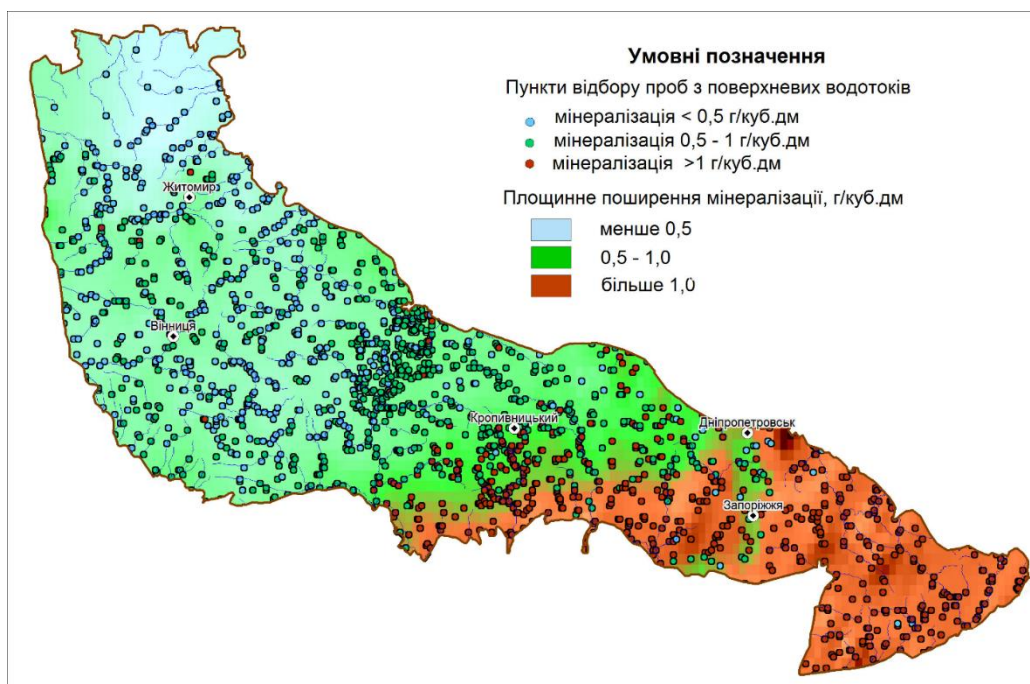 Умовні позначення
Пункти відбору проб з поверхневих водотоків
мінералізація < 0,5 г/куб.дм
мінералізація 0,5 - 1 г/куб.дм
мінералізація >1 г/куб.дм
Площинне поширення мінералізації, г/куб.дм
менше 0,5
0,5 - 1,0
більше 1,0
Житомир
Вінниця
Кропивницький
Дніпропетровськ
Запоріжжя